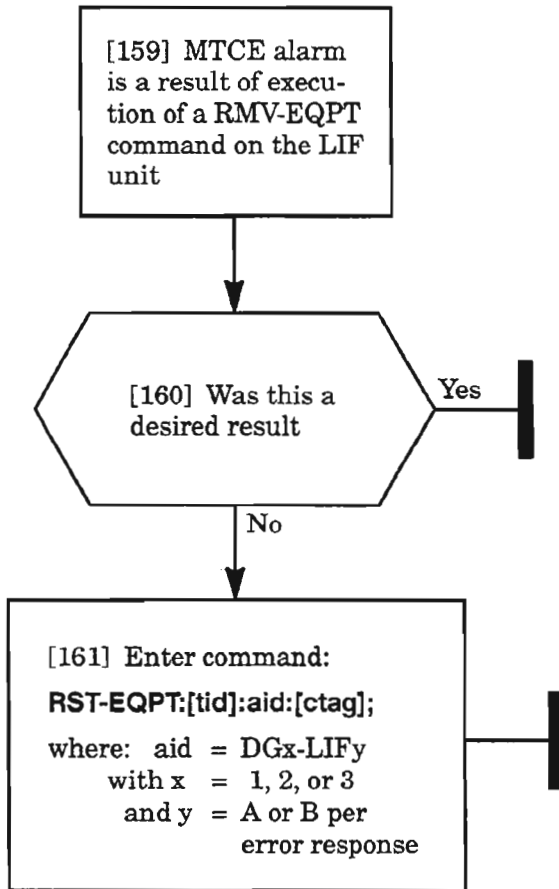 [159] MTCE alarm
is a result of execu-
tion of a RMV-EQPT
command on the LIF
unit
[160] Was this a
desired result
Yes
No
[161] Enter command:
RST-EQPT:[tid]:aid:[ctag];
where: aid = DGx-LIFy
with x = 1, 2, or 3
and y = A or B per
error response